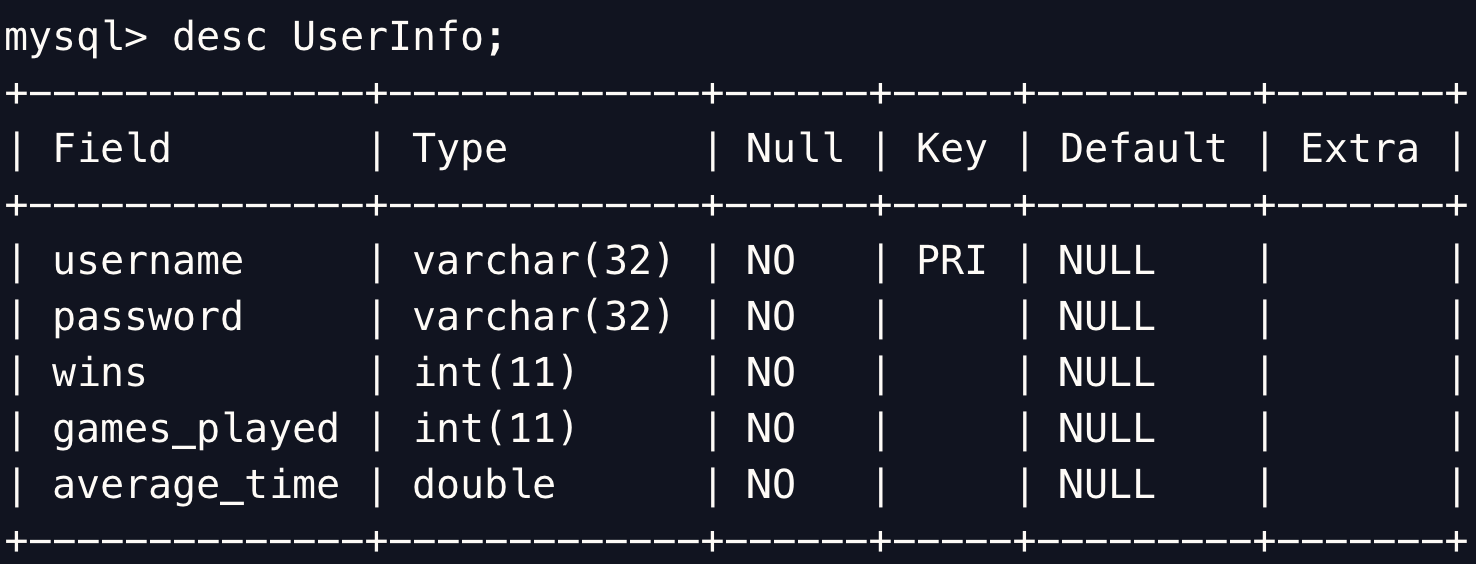 mysql> desc UserInfo;
+--------------+-------------+------+-----+---------+-------+
| Field        | Type        | Null | Key | Default | Extra |
+--------------+-------------+------+-----+---------+-------+
| username     | varchar(32) | NO   | PRI | NULL    |       |
| password     | varchar(32) | NO   |     | NULL    |       |
| wins         | int(11)     | NO   |     | NULL    |       |
| games_played | int(11)     | NO   |     | NULL    |       |
| average_time | double      | NO   |     | NULL    |       |
+--------------+-------------+------+-----+---------+-------+